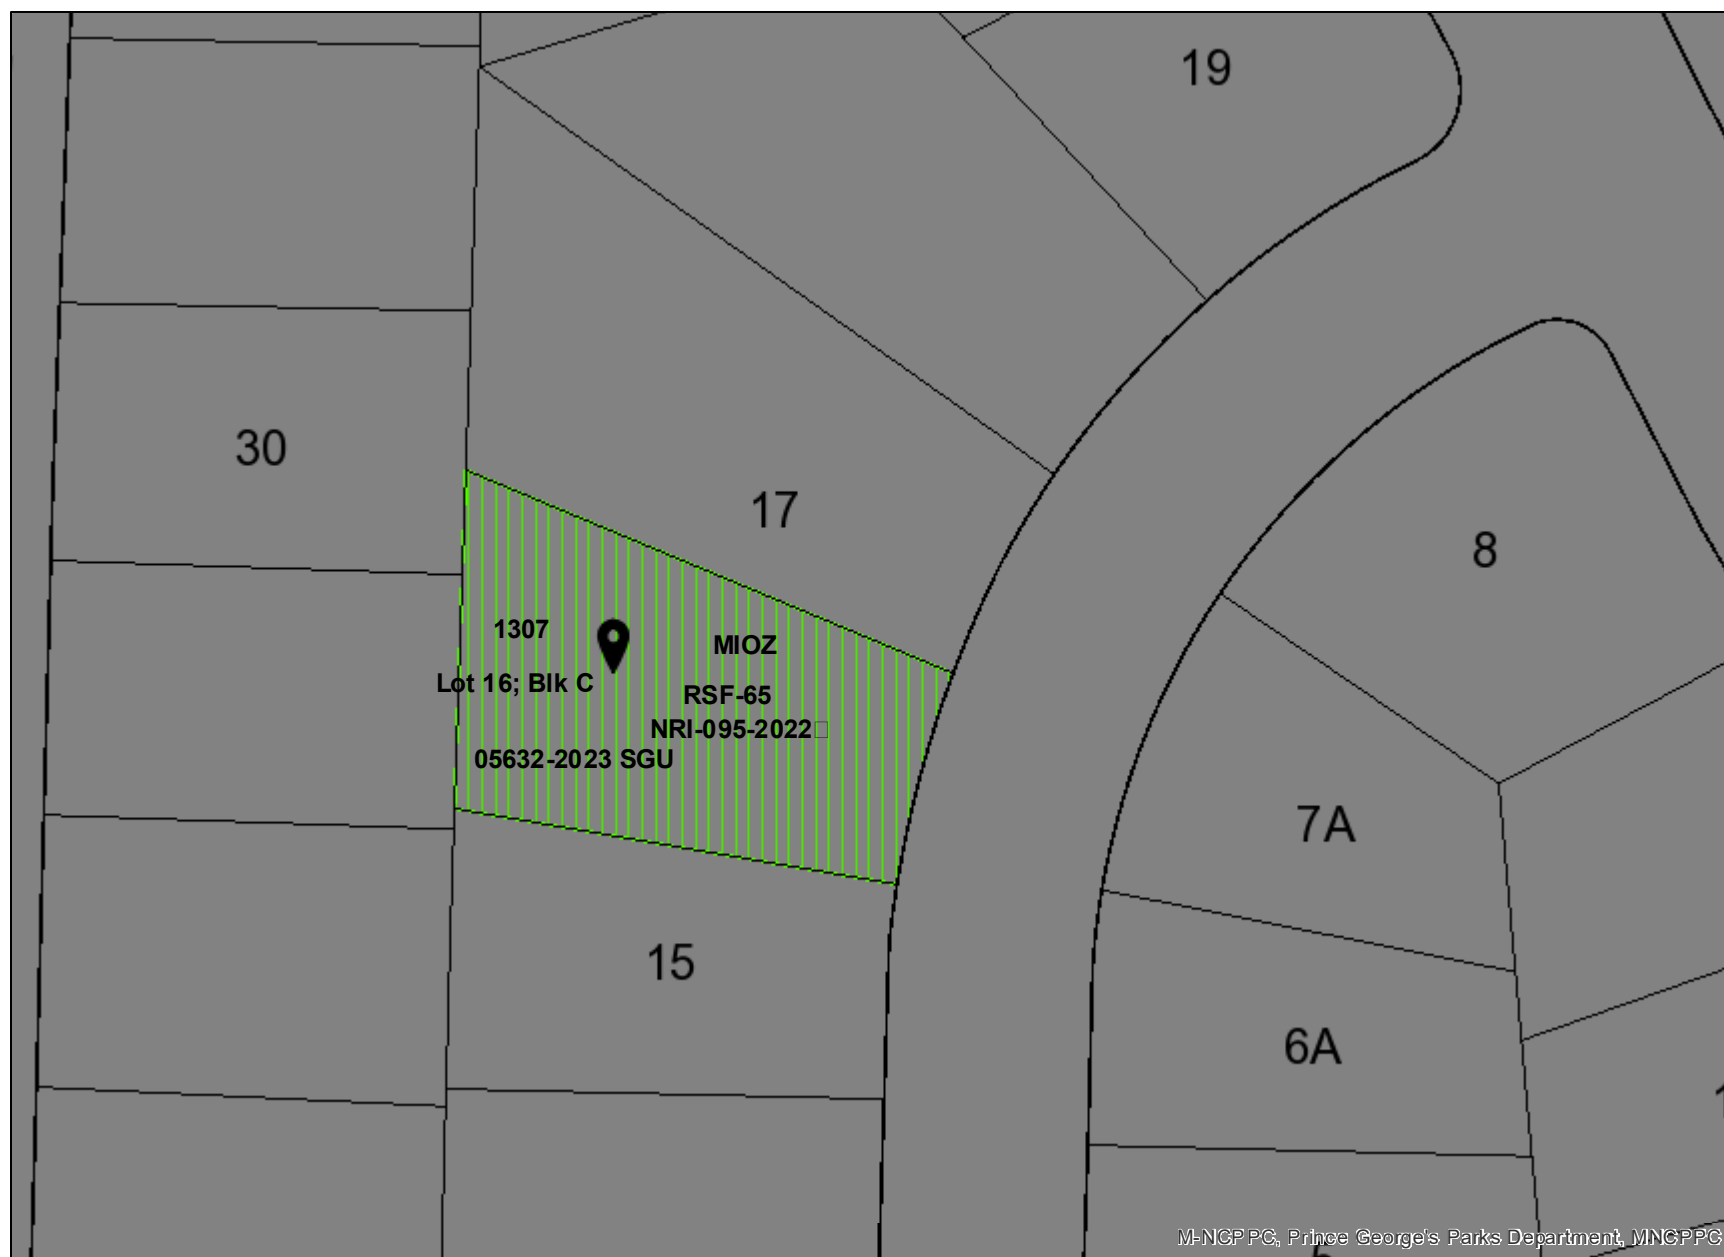 19
30
17
8
1307
MIOZ
Lot 16; Blk C
RSF-65
NRI-095-2022
05632-2023 SGU
7A
15
6A
M-NCPPC, Prince George's Parks Department, MNCPPC